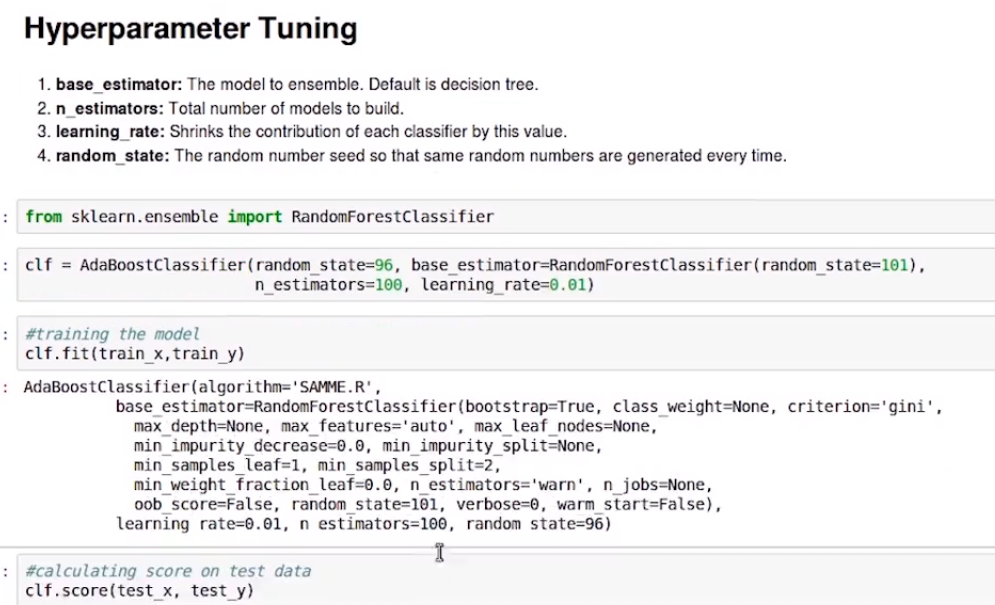 Hyperparameter Tuning
1. base_estimator: The model to ensemble. Default is decision tree.
2. n_estimators: Total number of models to build.
3. learning_rate: Shrinks the contribution of each classifier by this value.
4. random_state: The random number seed so that same random numbers are generated every time.
: from sklearn.ensemble import RandomForestClassifier
: clf = AdaBoostClassifier(random_state=96, base_estimator=RandomForestClassifier(random_state=101),
n_estimators=100, learning_rate=0.01)
: #training the model
clf.fit(train_x,train_y)
: AdaBoostClassifier(algorithm='SAMME.R',
base_estimator=RandomForestClassifier(bootstrap=True, class_weight=None, criterion='gini',
max_depth=None, max_features='auto', max_leaf_nodes=None,
min_impurity_decrease=0.0, min_impurity_split=None,
min_samples_leaf=1, min_samples_split=2,
min_weight_fraction_leaf=0.0, n_estimators='warn', n_jobs=None,
oob_score=False, random_state=101, verbose=0, warm_start=False),
learning_rate=0.01, n_estimators=100, random_state=96)
: #calculating score on test data
clf.score(test_x, test_y)